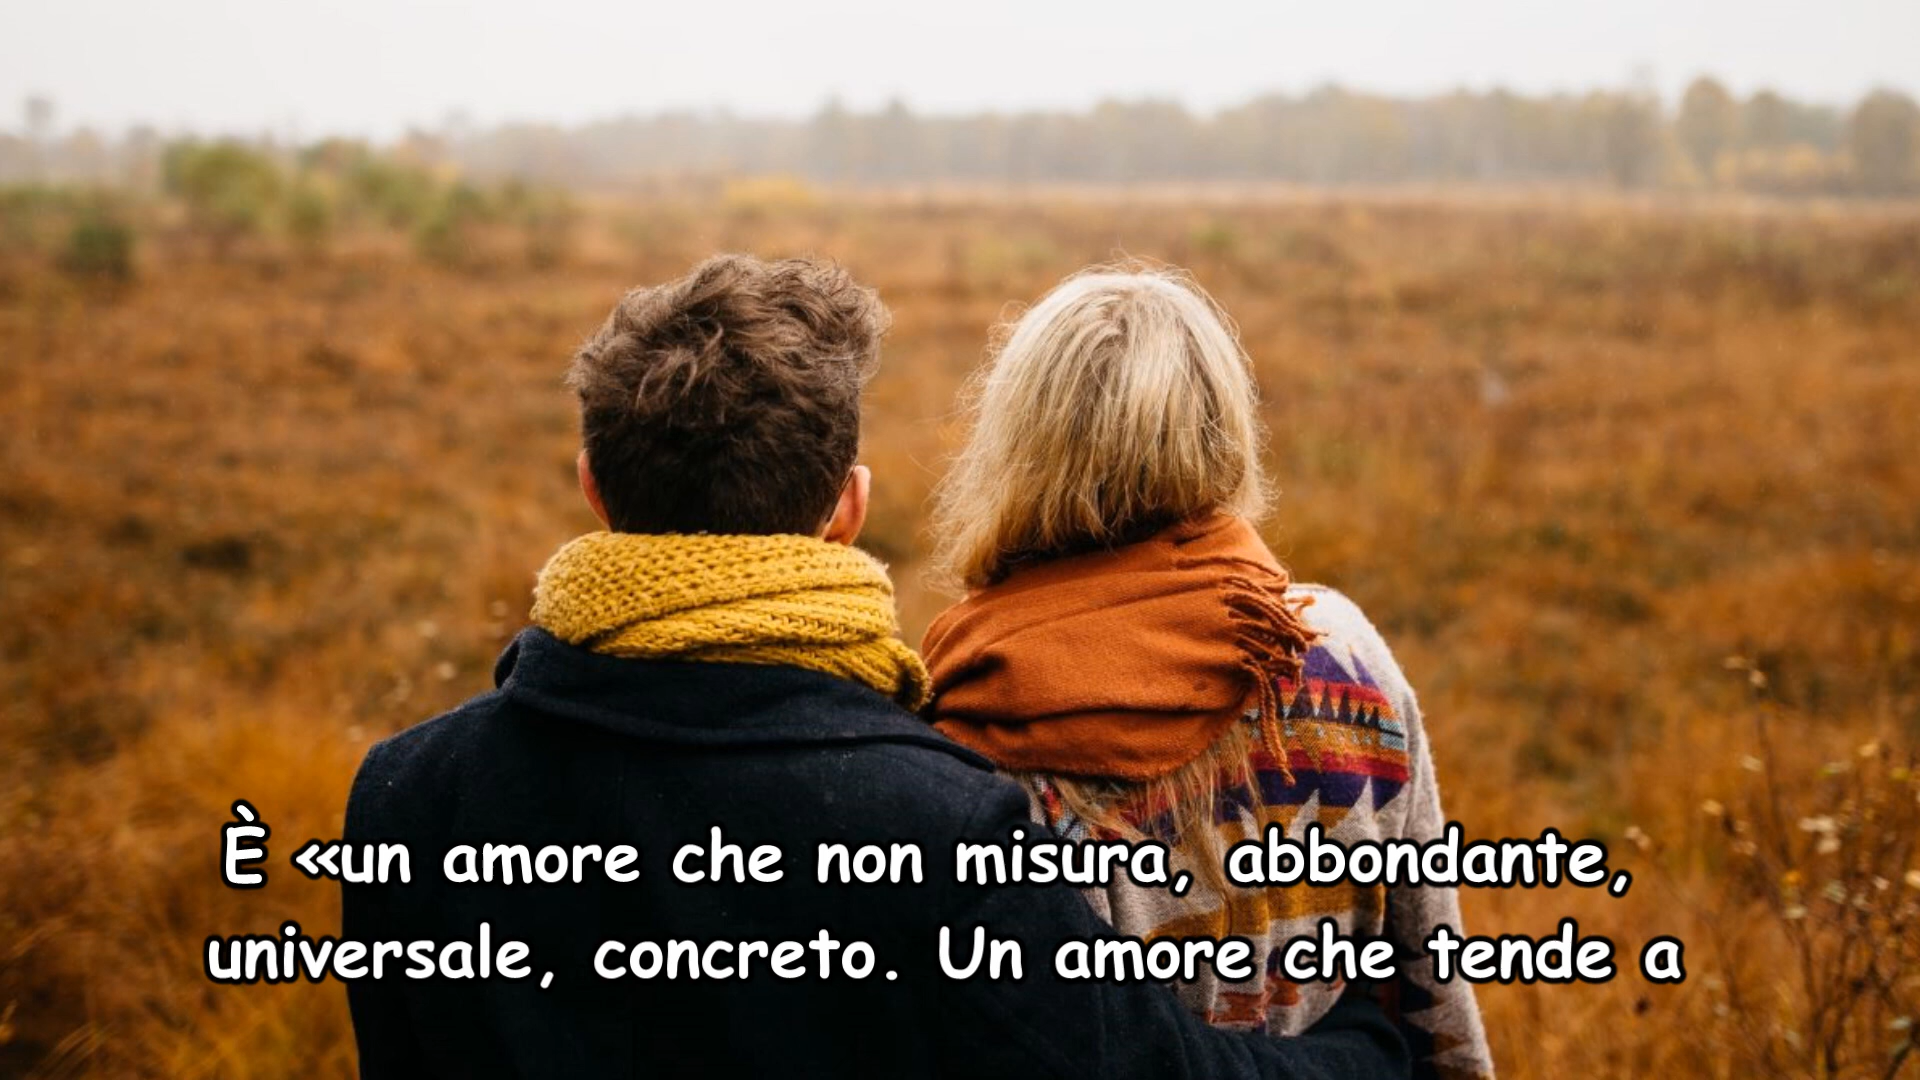 È «un amore che non misura, abbondante,
universale, concreto. Un amore che tende a